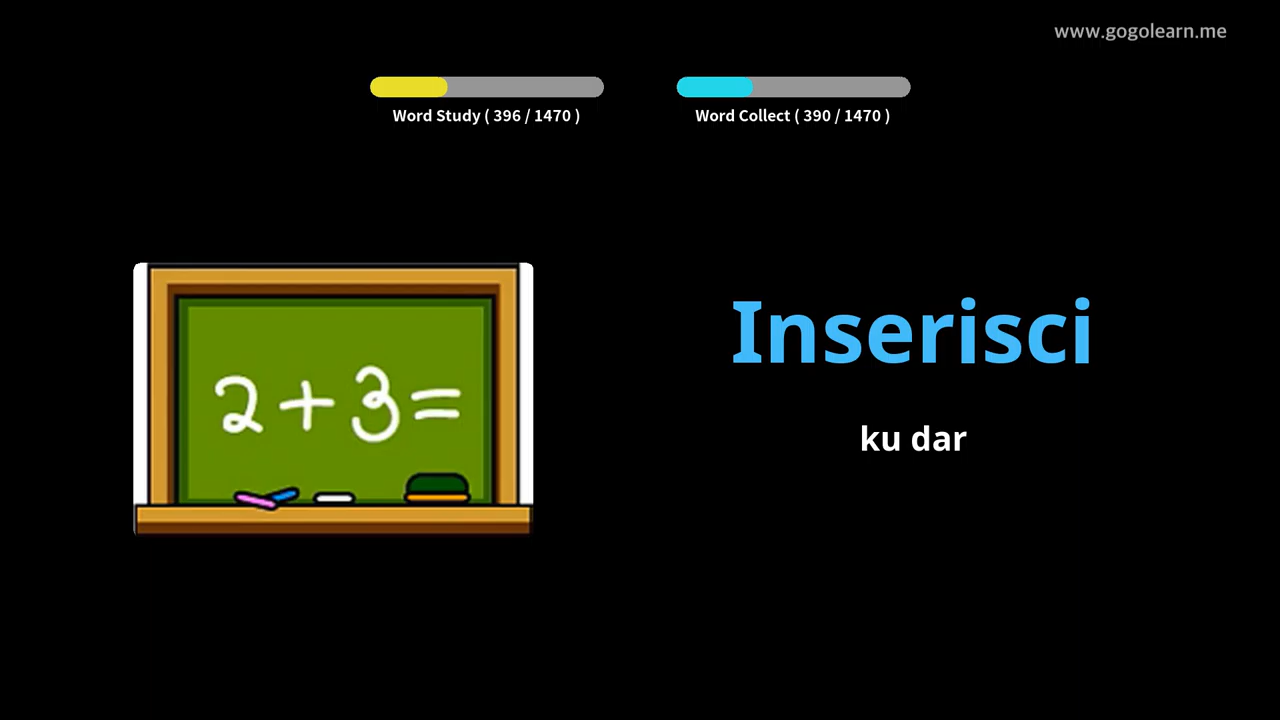 www.gogolearn.me
Word Study ( 396 / 1470 )
Word Collect ( 390 / 1470 )
Inserisci
2 + 3 =
ku dar